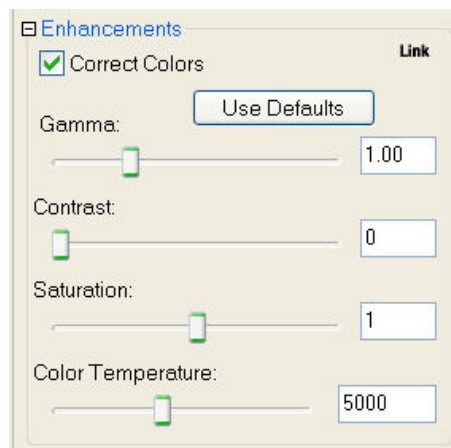 Enhancements
Correct Colors
Link
Use Defaults
Gamma:
1.00
Contrast:
0
Saturation:
1
Color Temperature:
5000